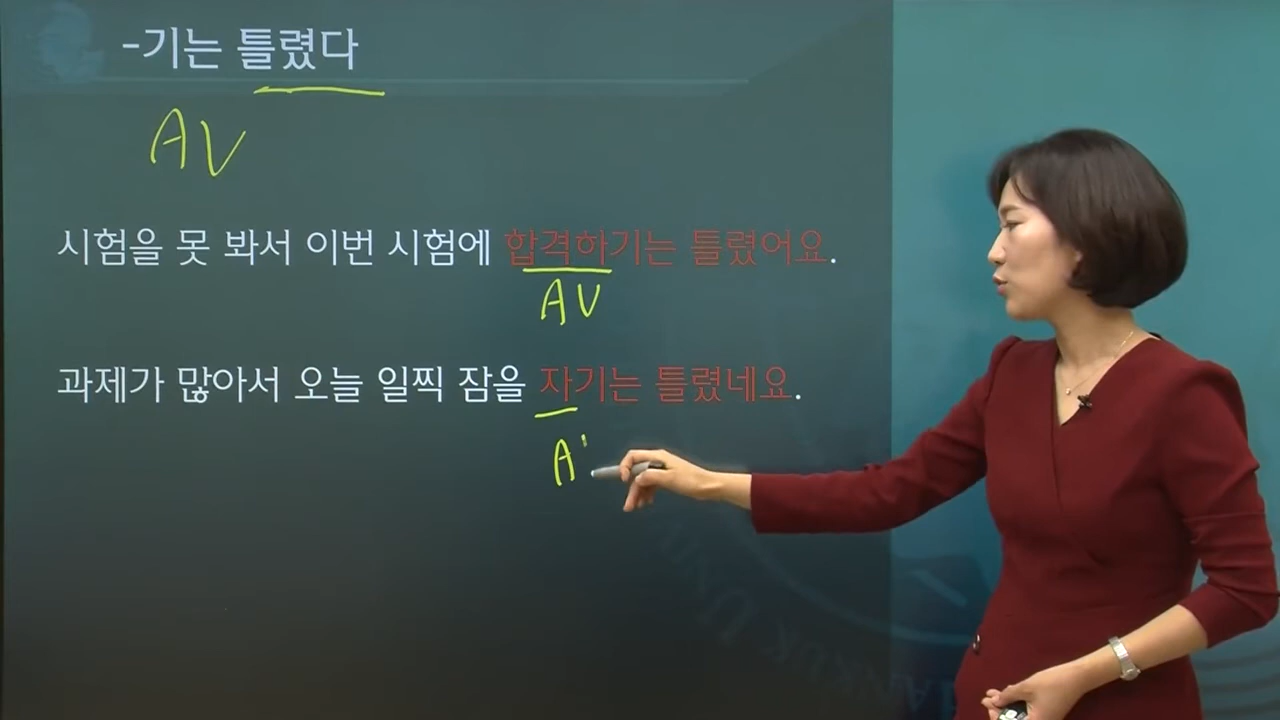 -기는 틀렸다
AV
시험을 못 봐서 이번 시험에 합격하기는 틀렸어요.
AV
과제가 많아서 오늘 일찍 잠을 자기는 틀렸네요.
A